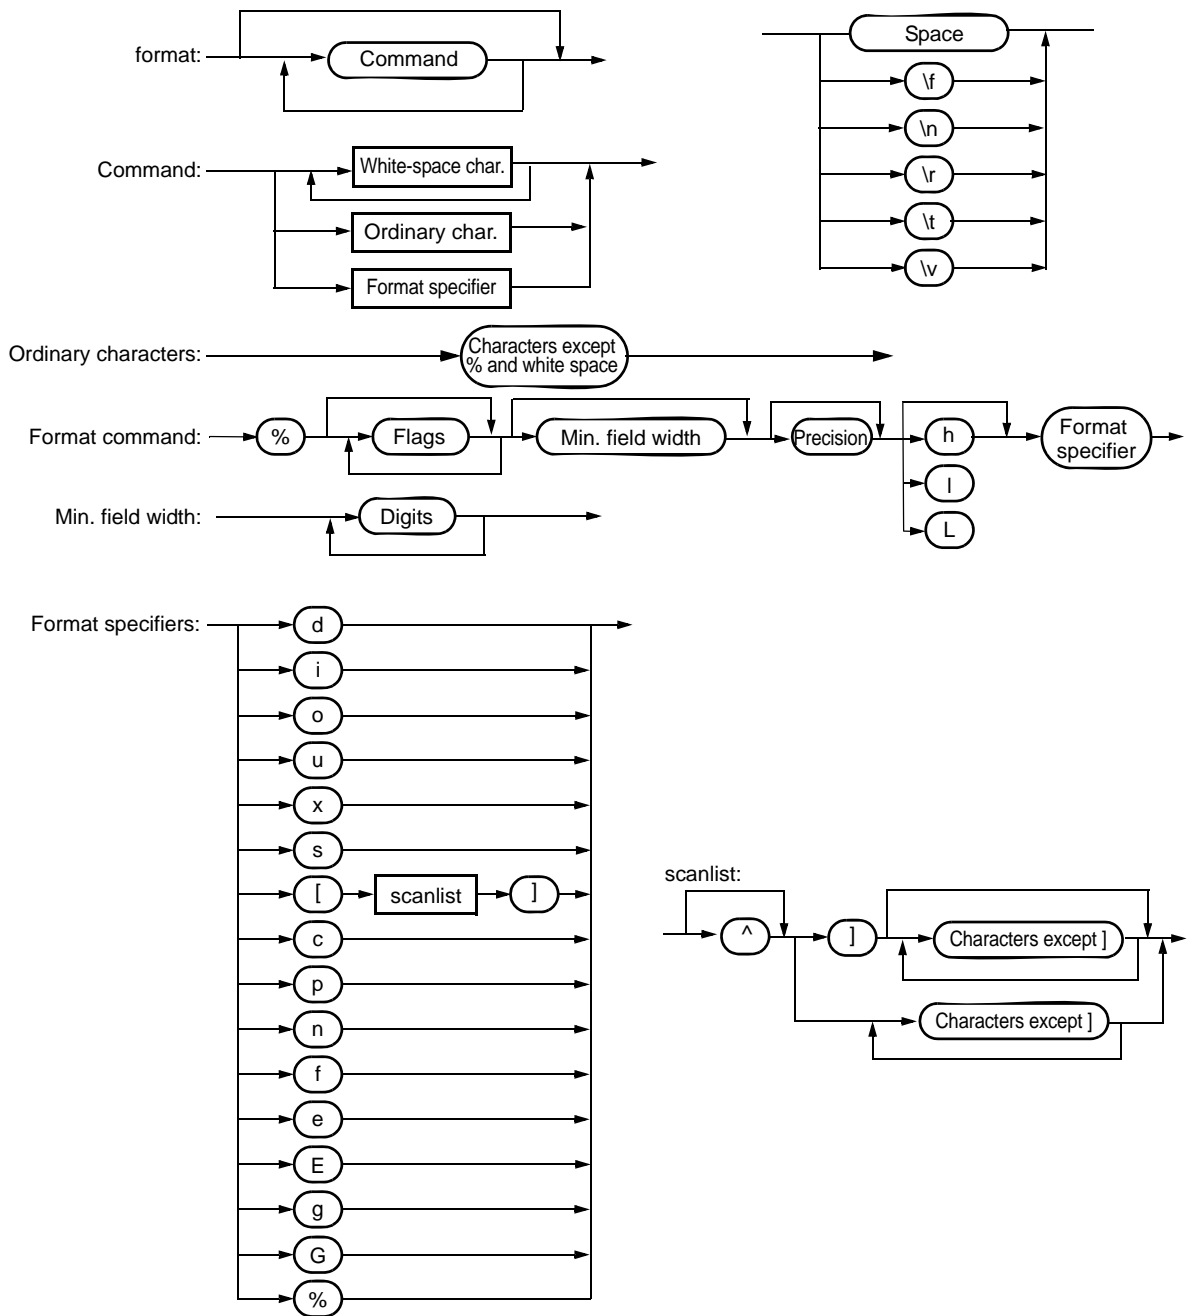 format:
Command
Space
\f
\n
\r
\t
\v
Command:
White-space char.
Ordinary char.
Format specifier
Ordinary characters:
Characters except
% and white space
Format command:
%
Flags
Min. field width
Precision
h
l
L
Format
specifier
Min. field width:
Digits
Format specifiers:
d
i
o
u
x
s
[
scanlist
]
c
p
n
f
e
E
g
G
%
scanlist:
^
]
Characters except ]
Characters except ]